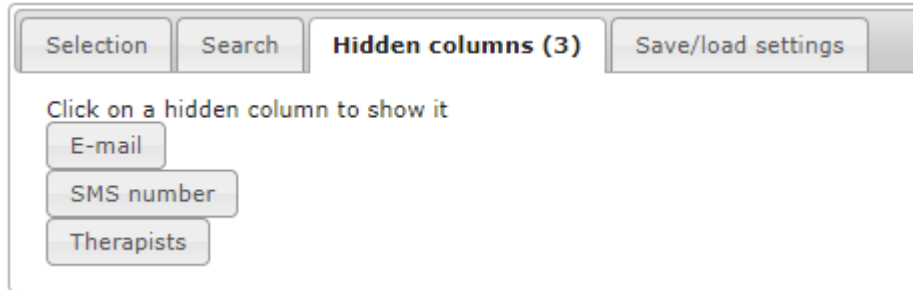 Selection Search Hidden columns (3) Save/load settings
Click on a hidden column to show it
E-mail
SMS number
Therapists